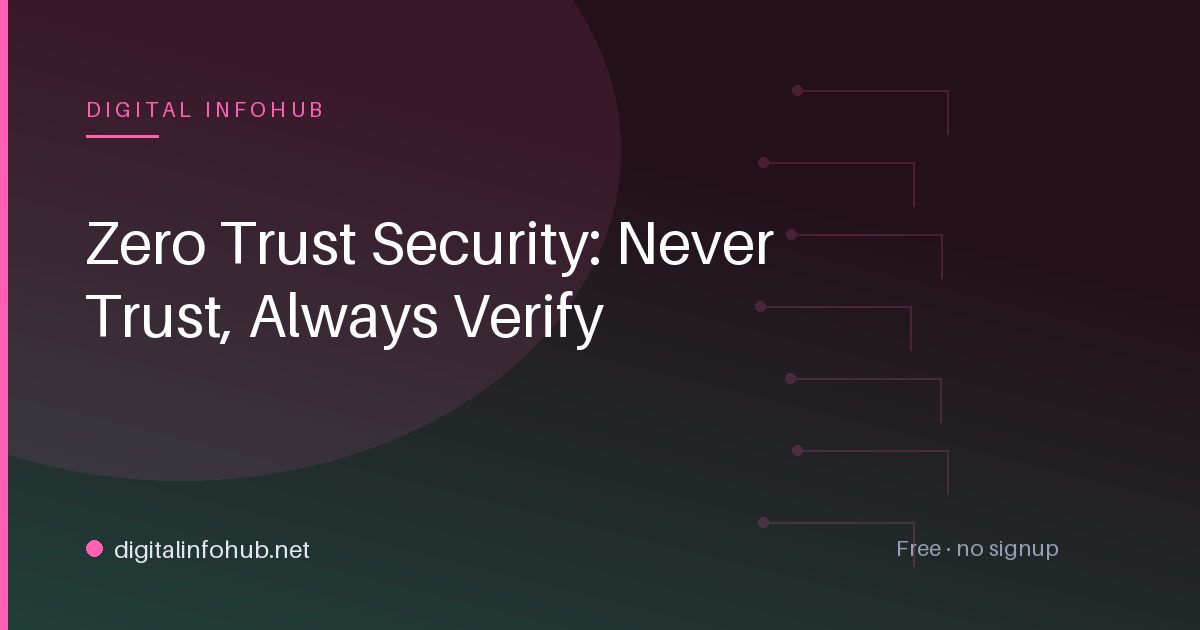 DIGITAL INFOHUB
Zero Trust Security: Never
Trust, Always Verify
digitalinfohub.net
Free · no signup